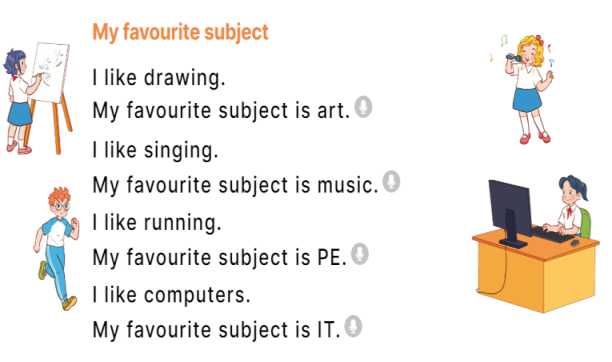 My favourite subject
I like drawing.
My favourite subject is art.
I like singing.
My favourite subject is music.
I like running.
My favourite subject is PE.
I like computers.
My favourite subject is IT.